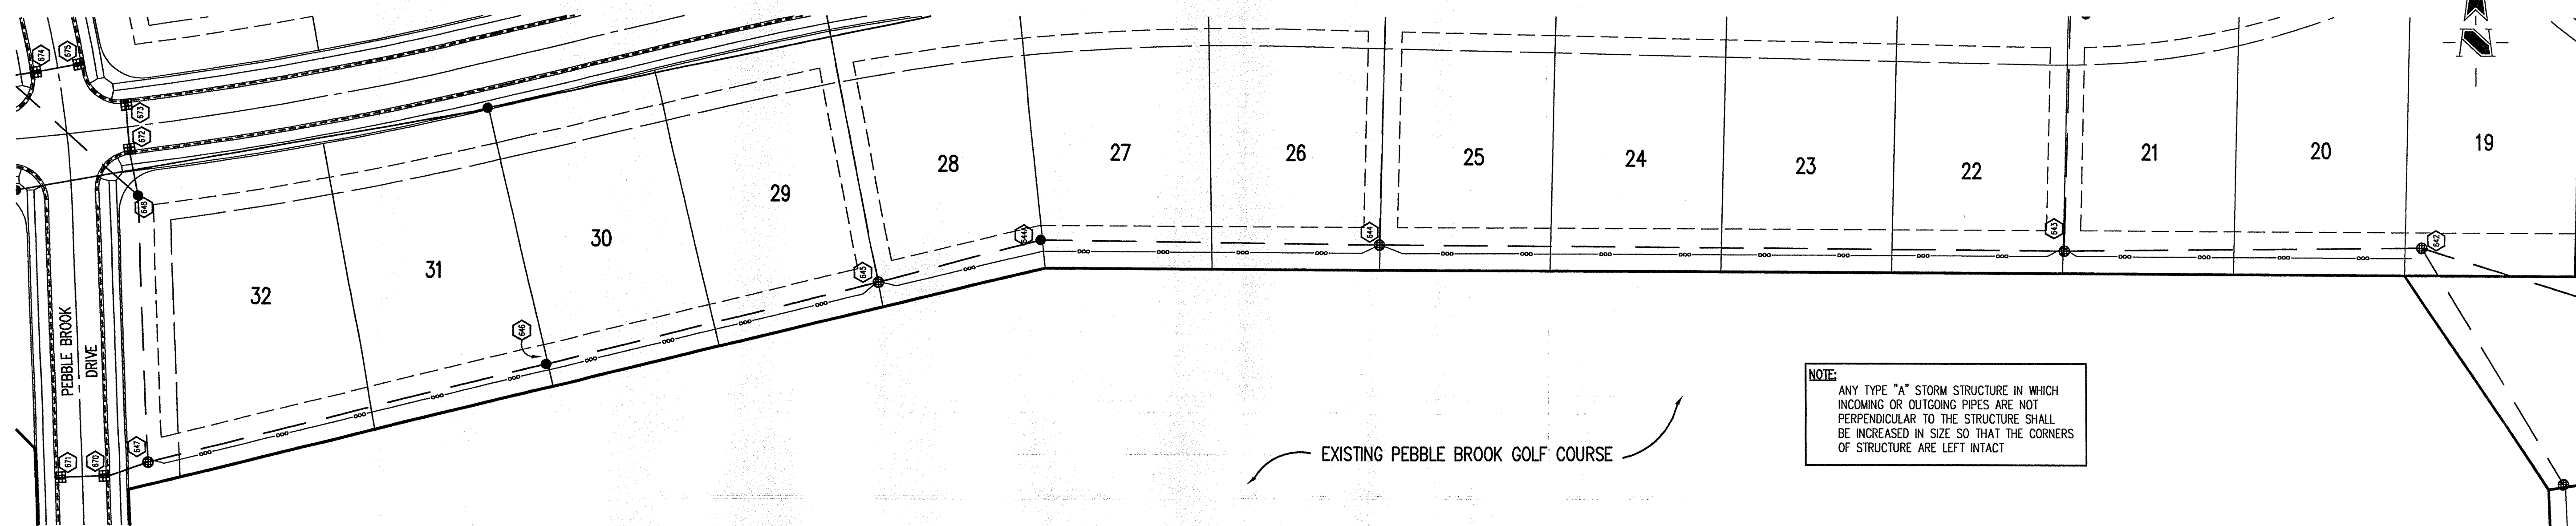 674
675
673
672
648
32
31
30
29
28
27
26
25
24
23
22
21
20
19
N
644A
644
643
642
645
646
647
671
670
PEBBLE BROOK
DRIVE
EXISTING PEBBLE BROOK GOLF COURSE
NOTE:
ANY TYPE "A" STORM STRUCTURE IN WHICH
INCOMING OR OUTGOING PIPES ARE NOT
PERPENDICULAR TO THE STRUCTURE SHALL
BE INCREASED IN SIZE SO THAT THE CORNERS
OF STRUCTURE ARE LEFT INTACT